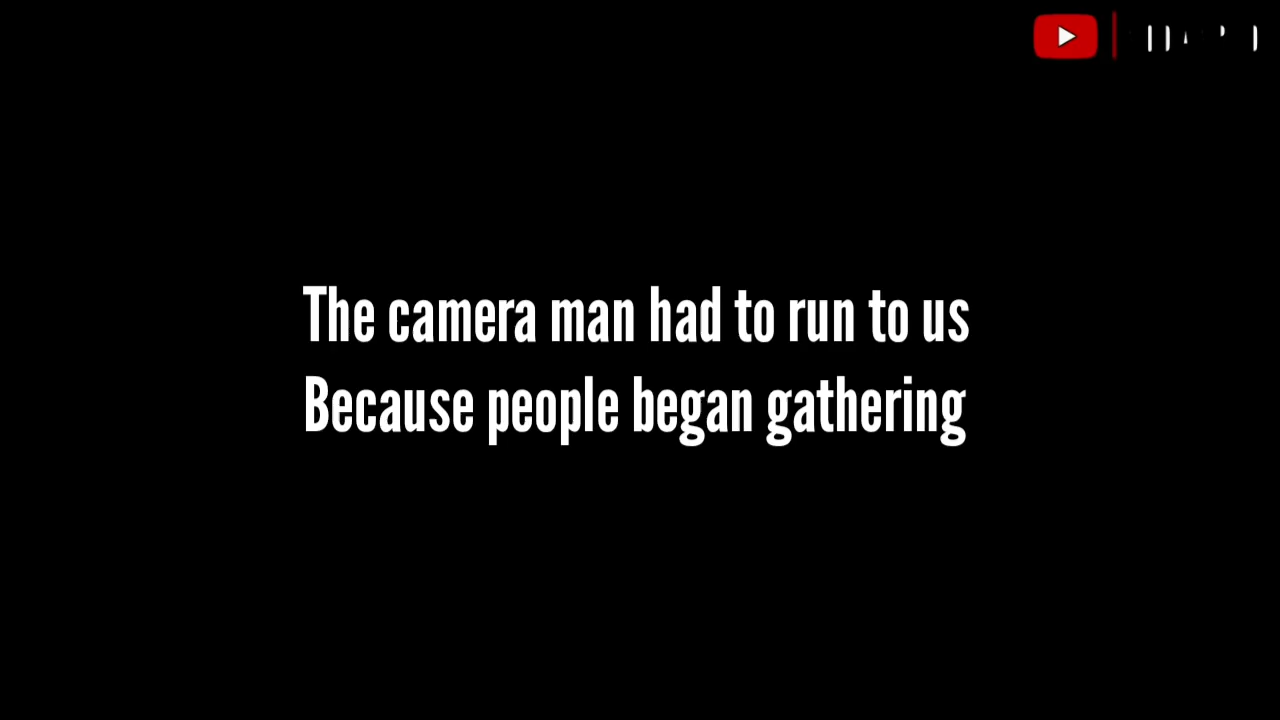 The camera man had to run to us
Because people began gathering